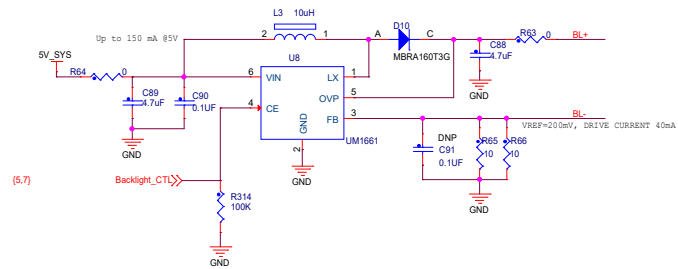 L3 10uH
Up to 150 mA @5V
2 1 A D10 C
MBRA160T3G
R63 0 BL+
5V_SYS
R64 0
U8
C88
4.7uF
GND
C89
4.7uF
C90
0.1UF
GND
6 VIN LX 1
OVP 5
4 CE FB 3
GND
2
UM1661
GND
BL-
VREF=200mV, DRIVE CURRENT 40mA
DNP
C91
0.1UF
R65
10
R66
10
GND
{5,7} Backlight_CTL
R314
100K
GND